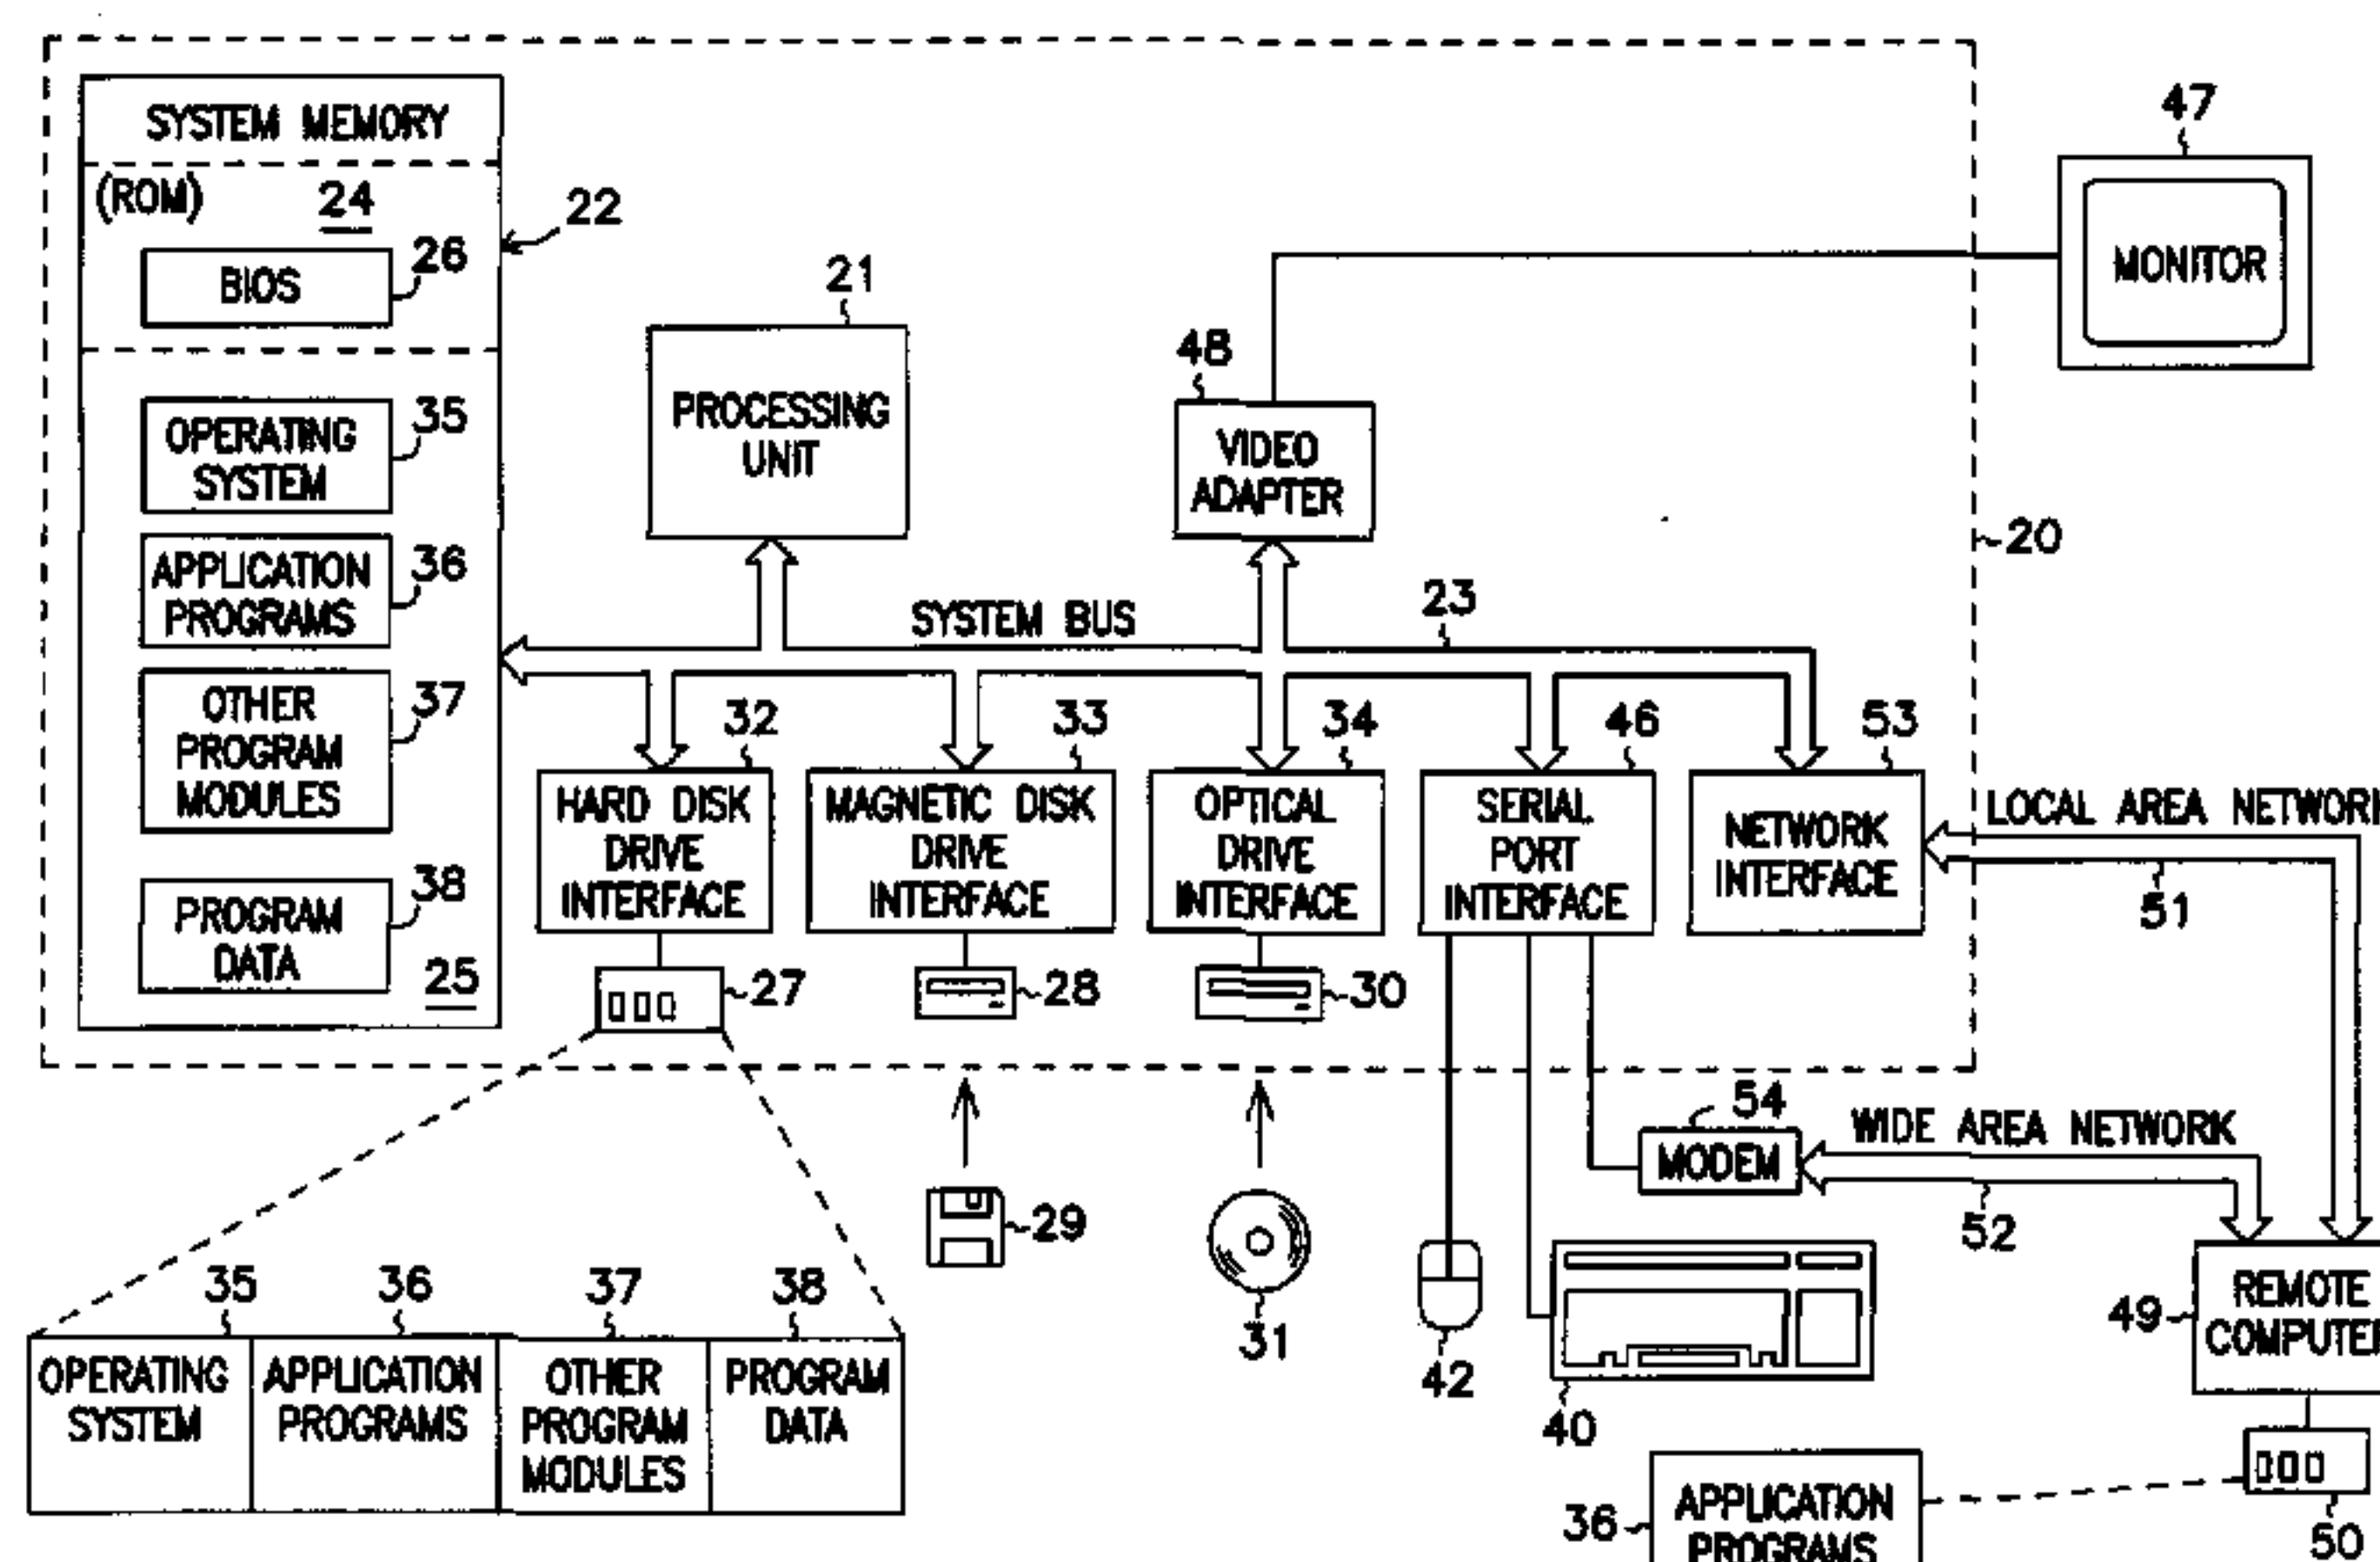 SYSTEM MEMORY
(ROM) 24
22
BIOS
26
OPERATING
SYSTEM
35
APPLICATION
PROGRAMS
36
OTHER
PROGRAM
MODULES
37
PROGRAM
DATA
38
25
21
PROCESSING
UNIT
48
VIDEO
ADAPTER
47
MONITOR
20
SYSTEM BUS
23
32
HARD DISK
DRIVE
INTERFACE
33
MAGNETIC DISK
DRIVE
INTERFACE
34
OPTICAL
DRIVE
INTERFACE
46
SERIAL
PORT
INTERFACE
53
NETWORK
INTERFACE
LOCAL AREA NETWORK
51
27
28
30
54
MODEM
WIDE AREA NETWORK
52
29
31
42
40
49
REMOTE
COMPUTER
50
35
OPERATING
SYSTEM
36
APPLICATION
PROGRAMS
37
OTHER
PROGRAM
MODULES
38
PROGRAM
DATA
36
APPLICATION
PROGRAMS